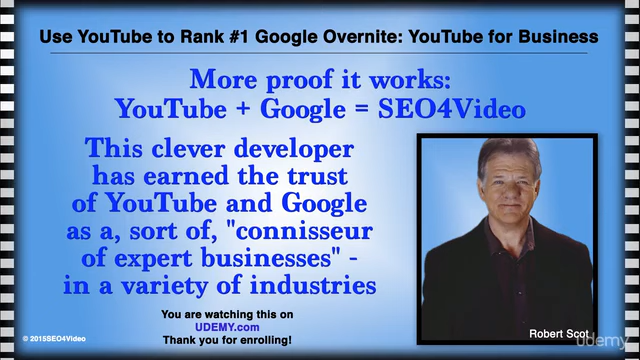 Use YouTube to Rank #1 Google Overnite: YouTube for Business
More proof it works:
YouTube + Google = SEO4Video
This clever developer
has earned the trust
of YouTube and Google
as a, sort of, "connisseur
of expert businesses" -
in a variety of industries
You are watching this on
UDEMY.com
Thank you for enrolling!
Robert Scot
udemy
© 2015SEO4Video